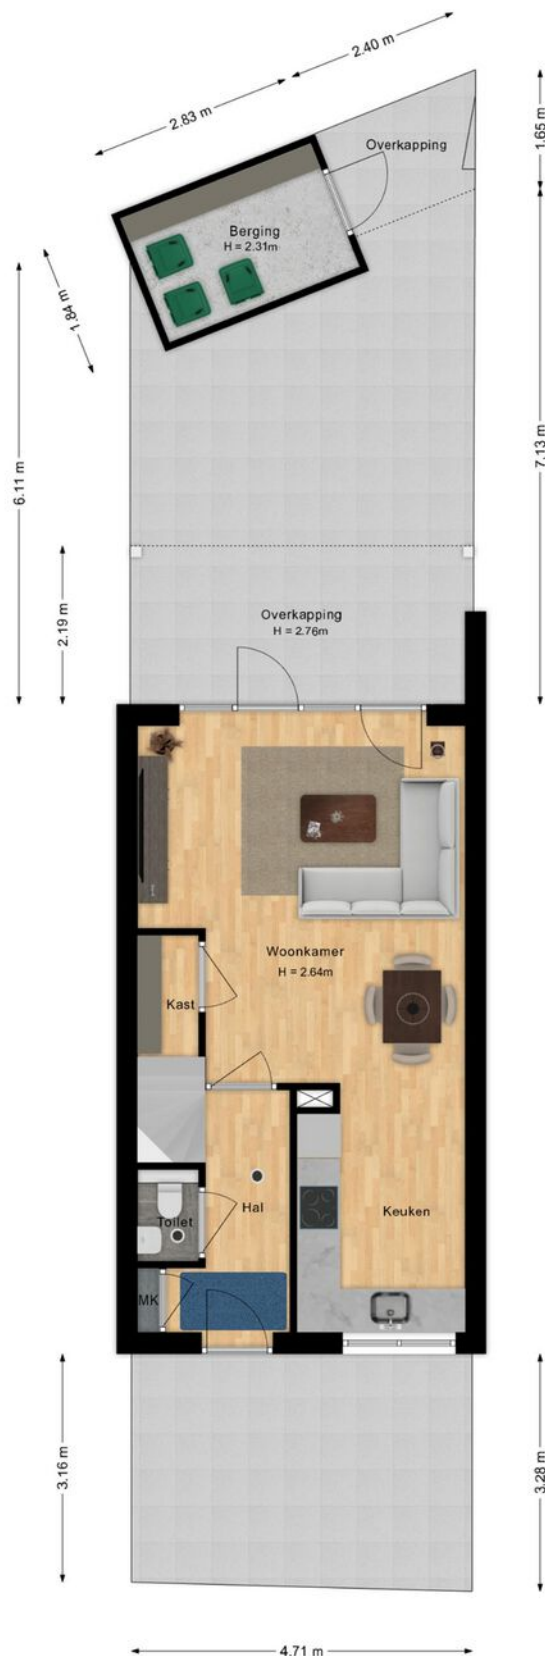 2.40 m
2.83 m
1.65 m
Overkapping
Berging
H = 2.31m
1.84 m
6.11 m
7.13 m
2.19 m
Overkapping
H = 2.76m
Woonkamer
H = 2.64m
Kast
Toilet
Hal
Keuken
MK
3.16 m
3.28 m
4.71 m